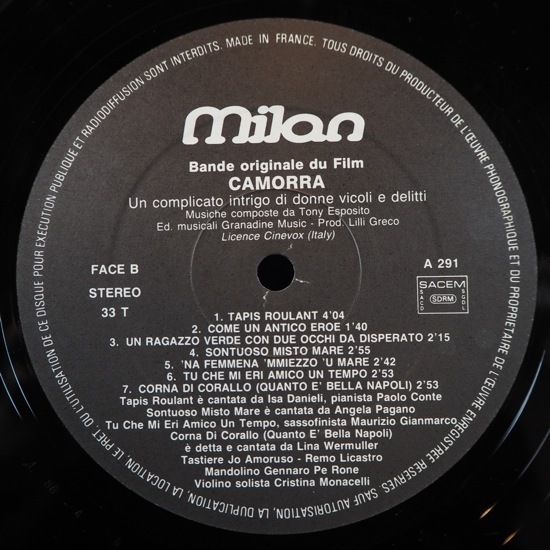 MADE IN FRANCE. TOUS DROITS DU PRODUCTEUR DE L'ŒUVRE PHONOGRAPHIQUE ET DU PROPRIETAIRE DE L'ŒUVRE ENREGISTREE RESERVES. SAUF AUTORISATION, LA DUPLICATION, LA LOCATION, LE PRET OU L'UTILISATION DE CE DISQUE POUR EXECUTION PUBLIQUE ET RADIODIFFUSION SONT INTERDITS.
Milan
Bande originale du Film
CAMORRA
Un complicato intrigo di donne vicoli e delitti
Musiche composte da Tony Esposito
Ed. musicali Granadine Music - Prod. Lilli Greco
Licence Cinevox (Italy)
FACE B
STEREO
33 T
A 291
SACEM
SACD
SDRM
SGDL
1. TAPIS ROULANT 4'04
2. COME UN ANTICO EROE 1'40
3. UN RAGAZZO VERDE CON DUE OCCHI DA DISPERATO 2'15
4. SONTUOSO MISTO MARE 2'55
5. 'NA FEMMENA 'MMIEZZO 'U MARE 2'42
6. TU CHE MI ERI AMICO UN TEMPO 2'53
7. CORNA DI CORALLO (QUANTO E' BELLA NAPOLI) 2'53
Tapis Roulant è cantata da Isa Danieli, pianista Paolo Conte
Sontuoso Misto Mare è cantata da Angela Pagano
Tu Che Mi Eri Amico Un Tempo, sassofinista Maurizio Gianmarco
Corna Di Corallo (Quanto E' Bella Napoli)
è detta e cantata da Lina Wermuller
Tastiere Jo Amoruso - Remo Licastro
Mandolino Gennaro Pe Rone
Violino solista Cristina Monacelli